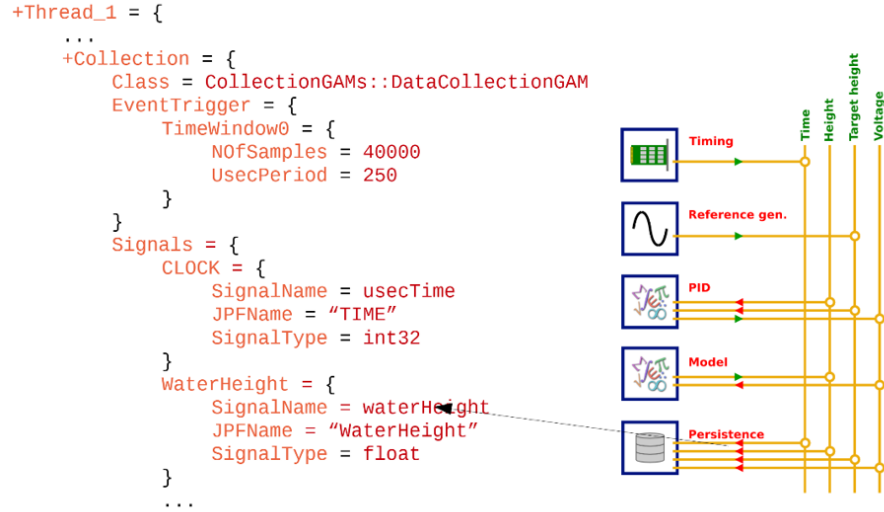 +Thread_1 = {
...
+Collection = {
Class = CollectionGAMs::DataCollectionGAM
EventTrigger = {
TimeWindow0 = {
NOfSamples = 40000
UsecPeriod = 250
}
}
Signals = {
CLOCK = {
SignalName = usecTime
JPFName = “TIME”
SignalType = int32
}
WaterHeight = {
SignalName = waterHeight
JPFName = “WaterHeight”
SignalType = float
}
...
Time
Height
Target height
Voltage
Timing
Reference gen.
PID
Model
Persistence